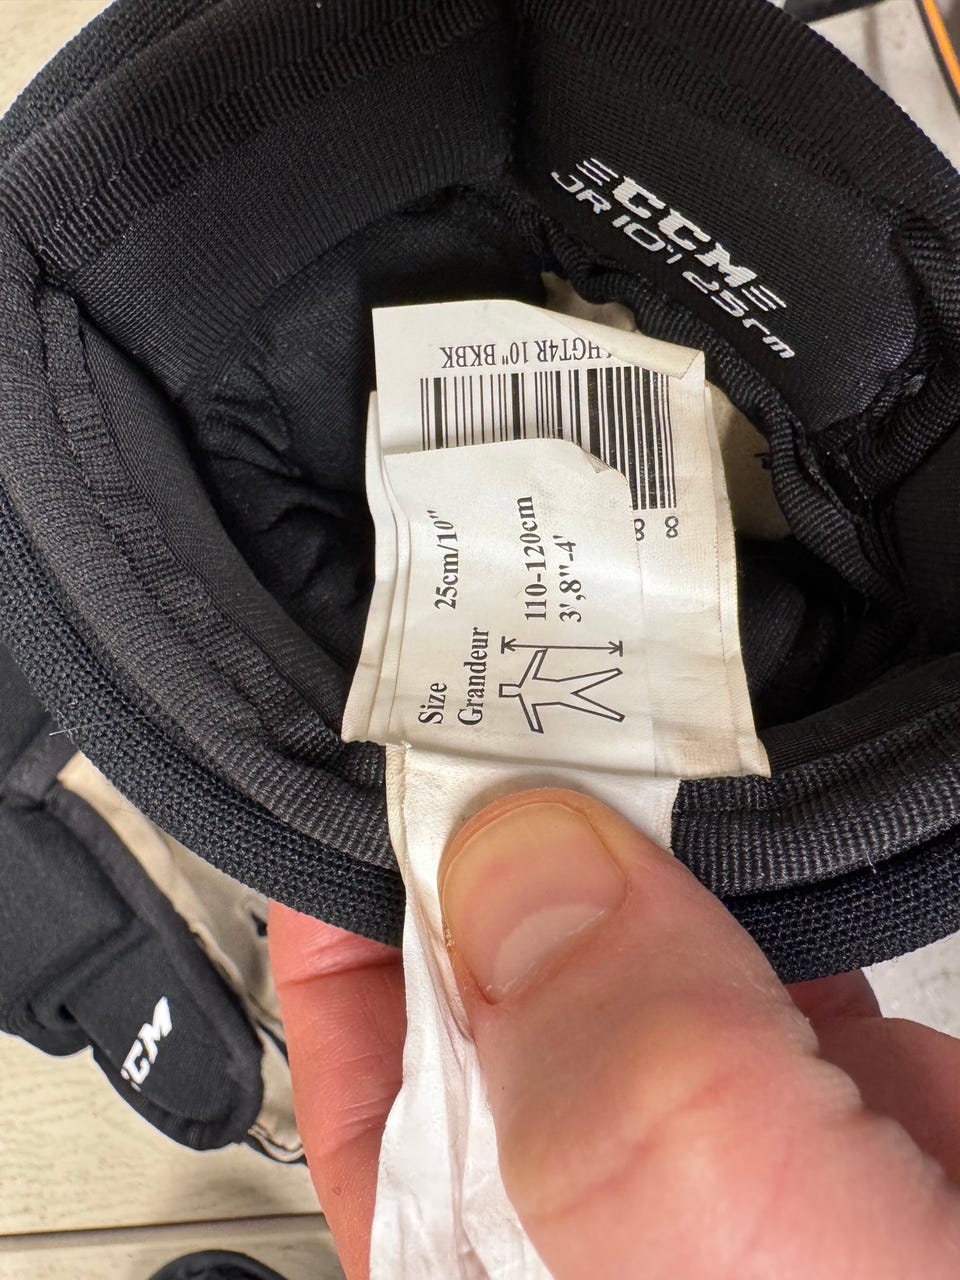 CCM
JR 10"/25cm
HGT4R 10" BKBK
8 8
Size 25cm/10"
Grandeur
110-120cm
3',8"-4'
CCM